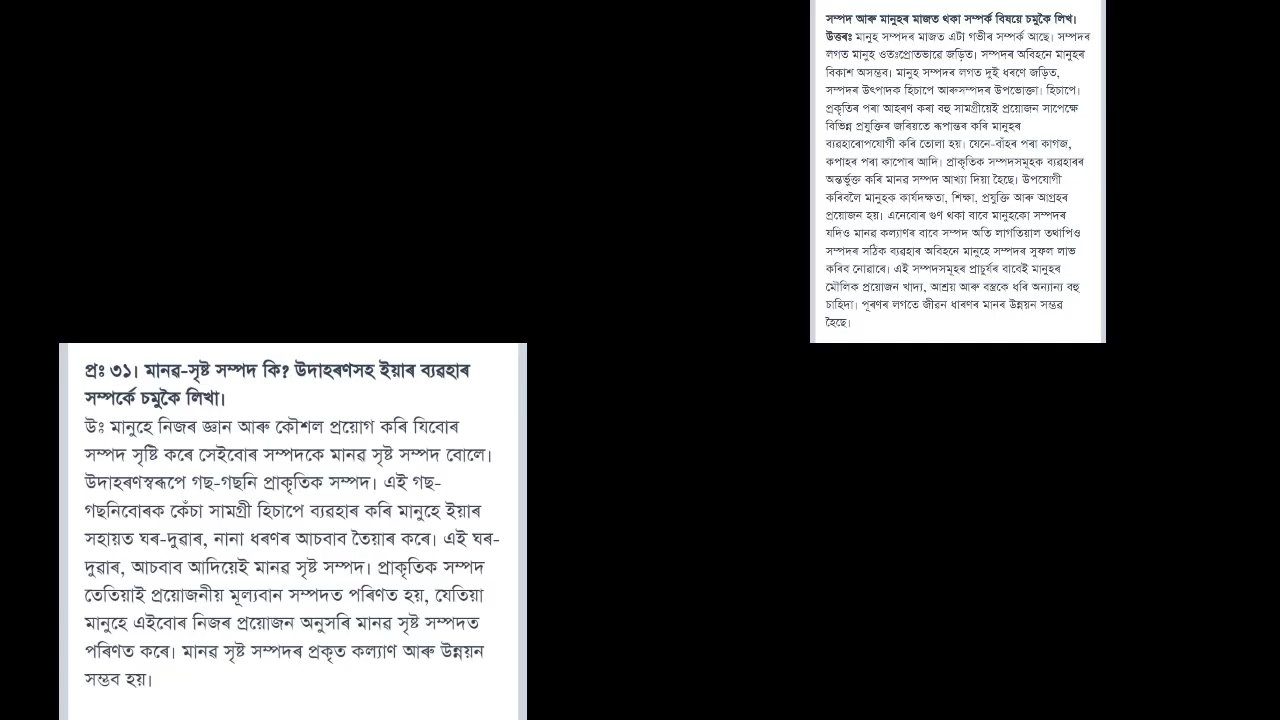 সম্পদ আৰু মানুহৰ মাজত থকা সম্পৰ্ক বিষয়ে চমুকৈ লিখ।
উত্তৰঃ মানুহ সম্পদৰ মাজত এটা গভীৰ সম্পৰ্ক আছে। সম্পদৰ
লগত মানুহ ওতঃপ্ৰোতভাৱে জড়িত। সম্পদৰ অবিহনে মানুহৰ
বিকাশ অসম্ভব। মানুহ সম্পদৰ লগত দুই ধৰণে জড়িত,
সম্পদৰ উৎপাদক হিচাপে আৰুসম্পদৰ উপভোক্তা। হিচাপে।
প্ৰকৃতিৰ পৰা আহৰণ কৰা বহু সামগ্ৰীয়েই প্ৰয়োজন সাপেক্ষে
বিভিন্ন প্ৰযুক্তিৰ জৰিয়তে ৰূপান্তৰ কৰি মানুহৰ
ব্যৱহাৰোপযোগী কৰি তোলা হয়। যেনে-বাঁহৰ পৰা কাগজ,
কপাহৰ পৰা কাপোৰ আদি। প্ৰাকৃতিক সম্পদসমূহক ব্যৱহাৰৰ
অন্তৰ্ভুক্ত কৰি মানৱ সম্পদ আখ্যা দিয়া হৈছে। উপযোগী
কৰিবলৈ মানুহক কাৰ্যদক্ষতা, শিক্ষা, প্ৰযুক্তি আৰু আগ্ৰহৰ
প্ৰয়োজন হয়। এনেবোৰ গুণ থকা বাবে মানুহকো সম্পদৰ
যদিও মানৱ কল্যাণৰ বাবে সম্পদ অতি লাগতিয়াল তথাপিও
সম্পদৰ সঠিক ব্যৱহাৰ অবিহনে মানুহে সম্পদৰ সুফল লাভ
কৰিব নোৱাৰে। এই সম্পদসমূহৰ প্ৰাচুৰ্যৰ বাবেই মানুহৰ
মৌলিক প্ৰয়োজন খাদ্য, আশ্ৰয় আৰু বস্ত্ৰকে ধৰি অন্যান্য বহু
চাহিদা। পূৰণৰ লগতে জীৱন ধাৰণৰ মানৰ উন্নয়ন সম্ভৱ
হৈছে।
প্ৰঃ ৩১। মানৱ-সৃষ্ট সম্পদ কি? উদাহৰণসহ ইয়াৰ ব্যৱহাৰ
সম্পৰ্কে চমুকৈ লিখা।
উঃ মানুহে নিজৰ জ্ঞান আৰু কৌশল প্ৰয়োগ কৰি যিবোৰ
সম্পদ সৃষ্টি কৰে সেইবোৰ সম্পদকে মানৱ সৃষ্ট সম্পদ বোলে।
উদাহৰণস্বৰূপে গছ-গছনি প্ৰাকৃতিক সম্পদ। এই গছ-
গছনিবোৰক কেঁচা সামগ্ৰী হিচাপে ব্যৱহাৰ কৰি মানুহে ইয়াৰ
সহায়ত ঘৰ-দুৱাৰ, নানা ধৰণৰ আচবাব তৈয়াৰ কৰে। এই ঘৰ-
দুৱাৰ, আচবাব আদিয়েই মানৱ সৃষ্ট সম্পদ। প্ৰাকৃতিক সম্পদ
তেতিয়াই প্ৰয়োজনীয় মূল্যবান সম্পদত পৰিণত হয়, যেতিয়া
মানুহে এইবোৰ নিজৰ প্ৰয়োজন অনুসৰি মানৱ সৃষ্ট সম্পদত
পৰিণত কৰে। মানৱ সৃষ্ট সম্পদৰ প্ৰকৃত কল্যাণ আৰু উন্নয়ন
সম্ভব হয়।